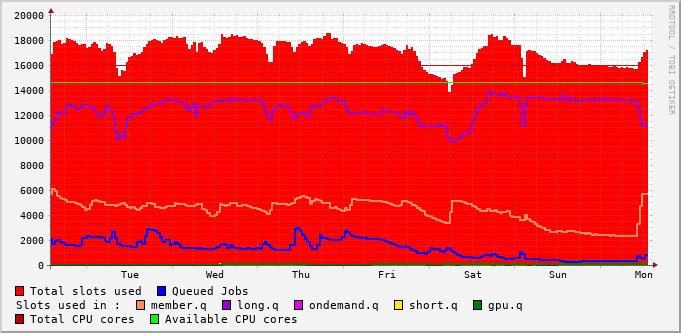 RRDTOOL / TOBI OETIKER
20000
18000
16000
14000
12000
10000
8000
6000
4000
2000
0
Tue Wed Thu Fri Sat Sun Mon
Total slots used Queued Jobs
Slots used in : member.q long.q ondemand.q short.q gpu.q
Total CPU cores Available CPU cores